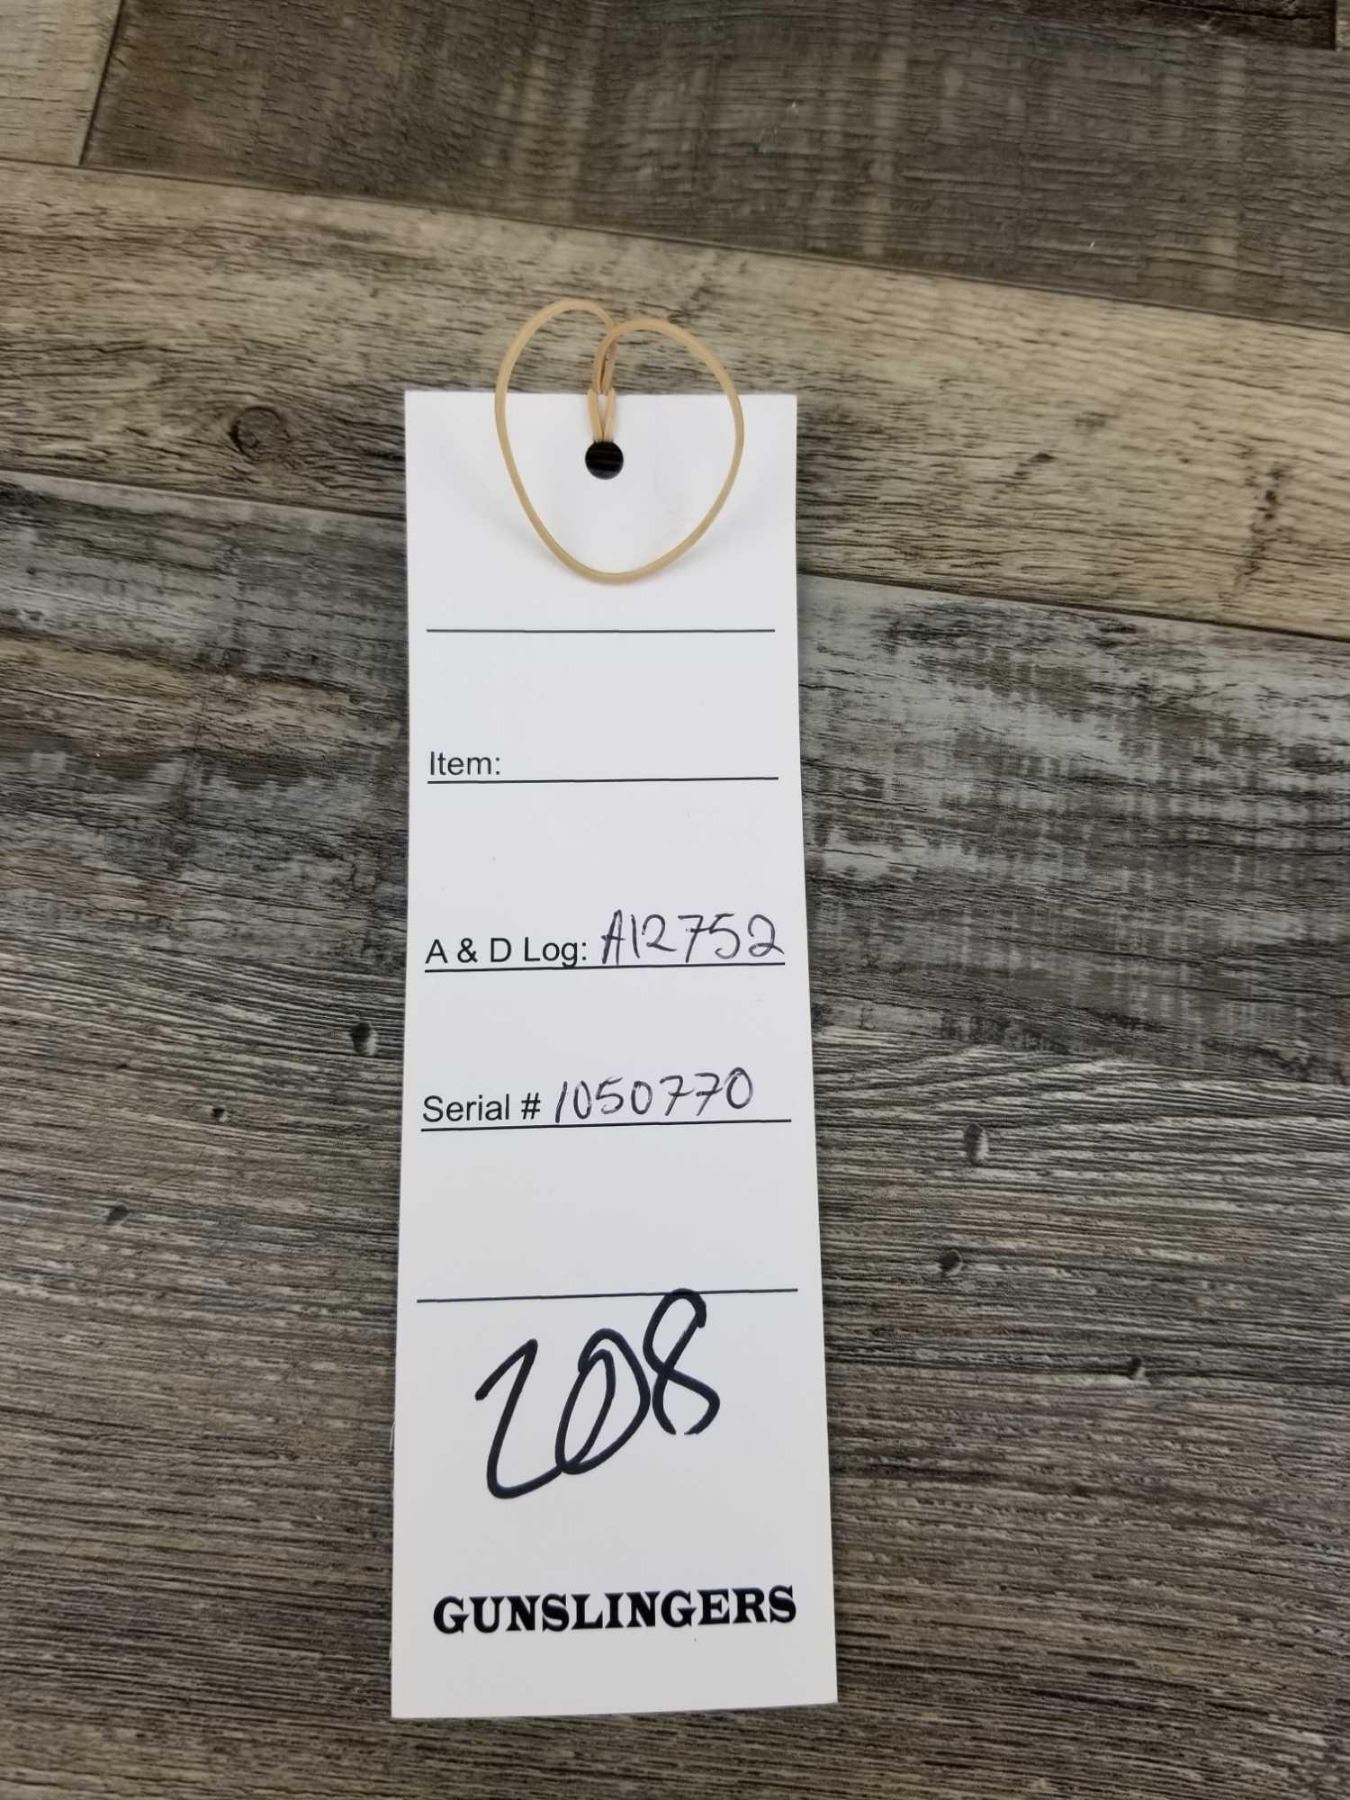 Item:
A & D Log: A12752
Serial # 1050770
208
GUNSLINGERS